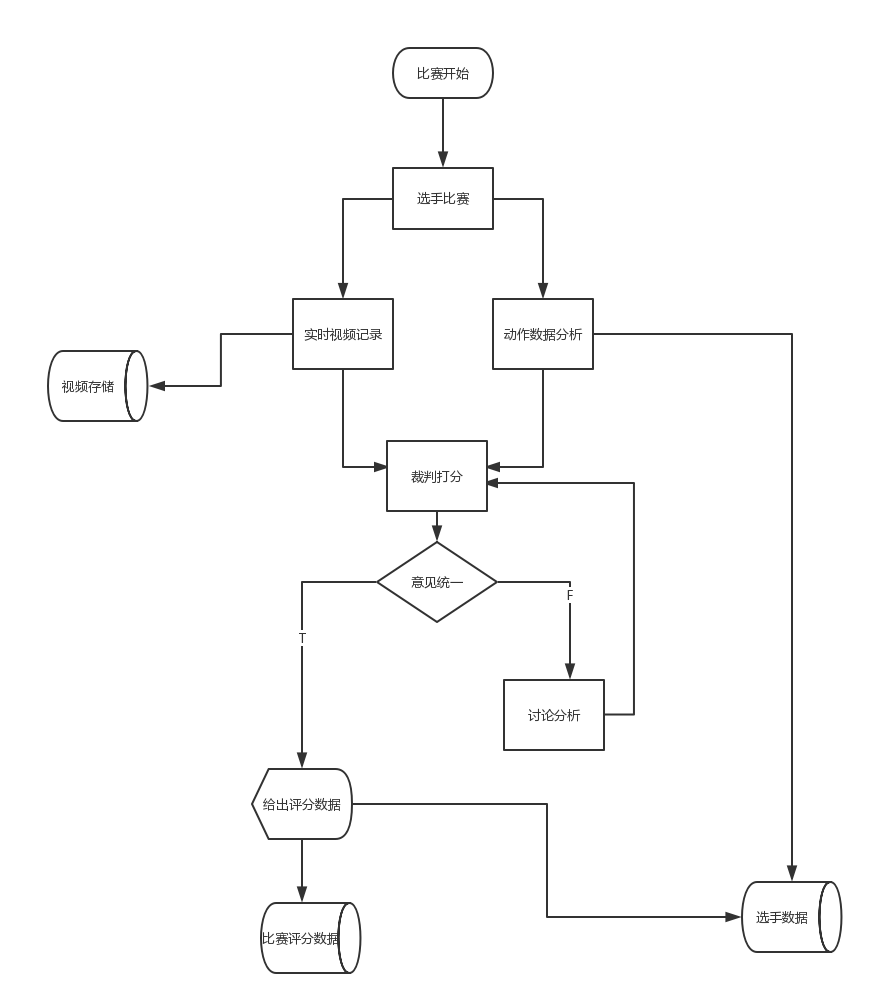 比赛开始
选手比赛
实时视频记录
动作数据分析
视频存储
裁判打分
意见统一
F
T
讨论分析
给出评分数据
选手数据
比赛评分数据